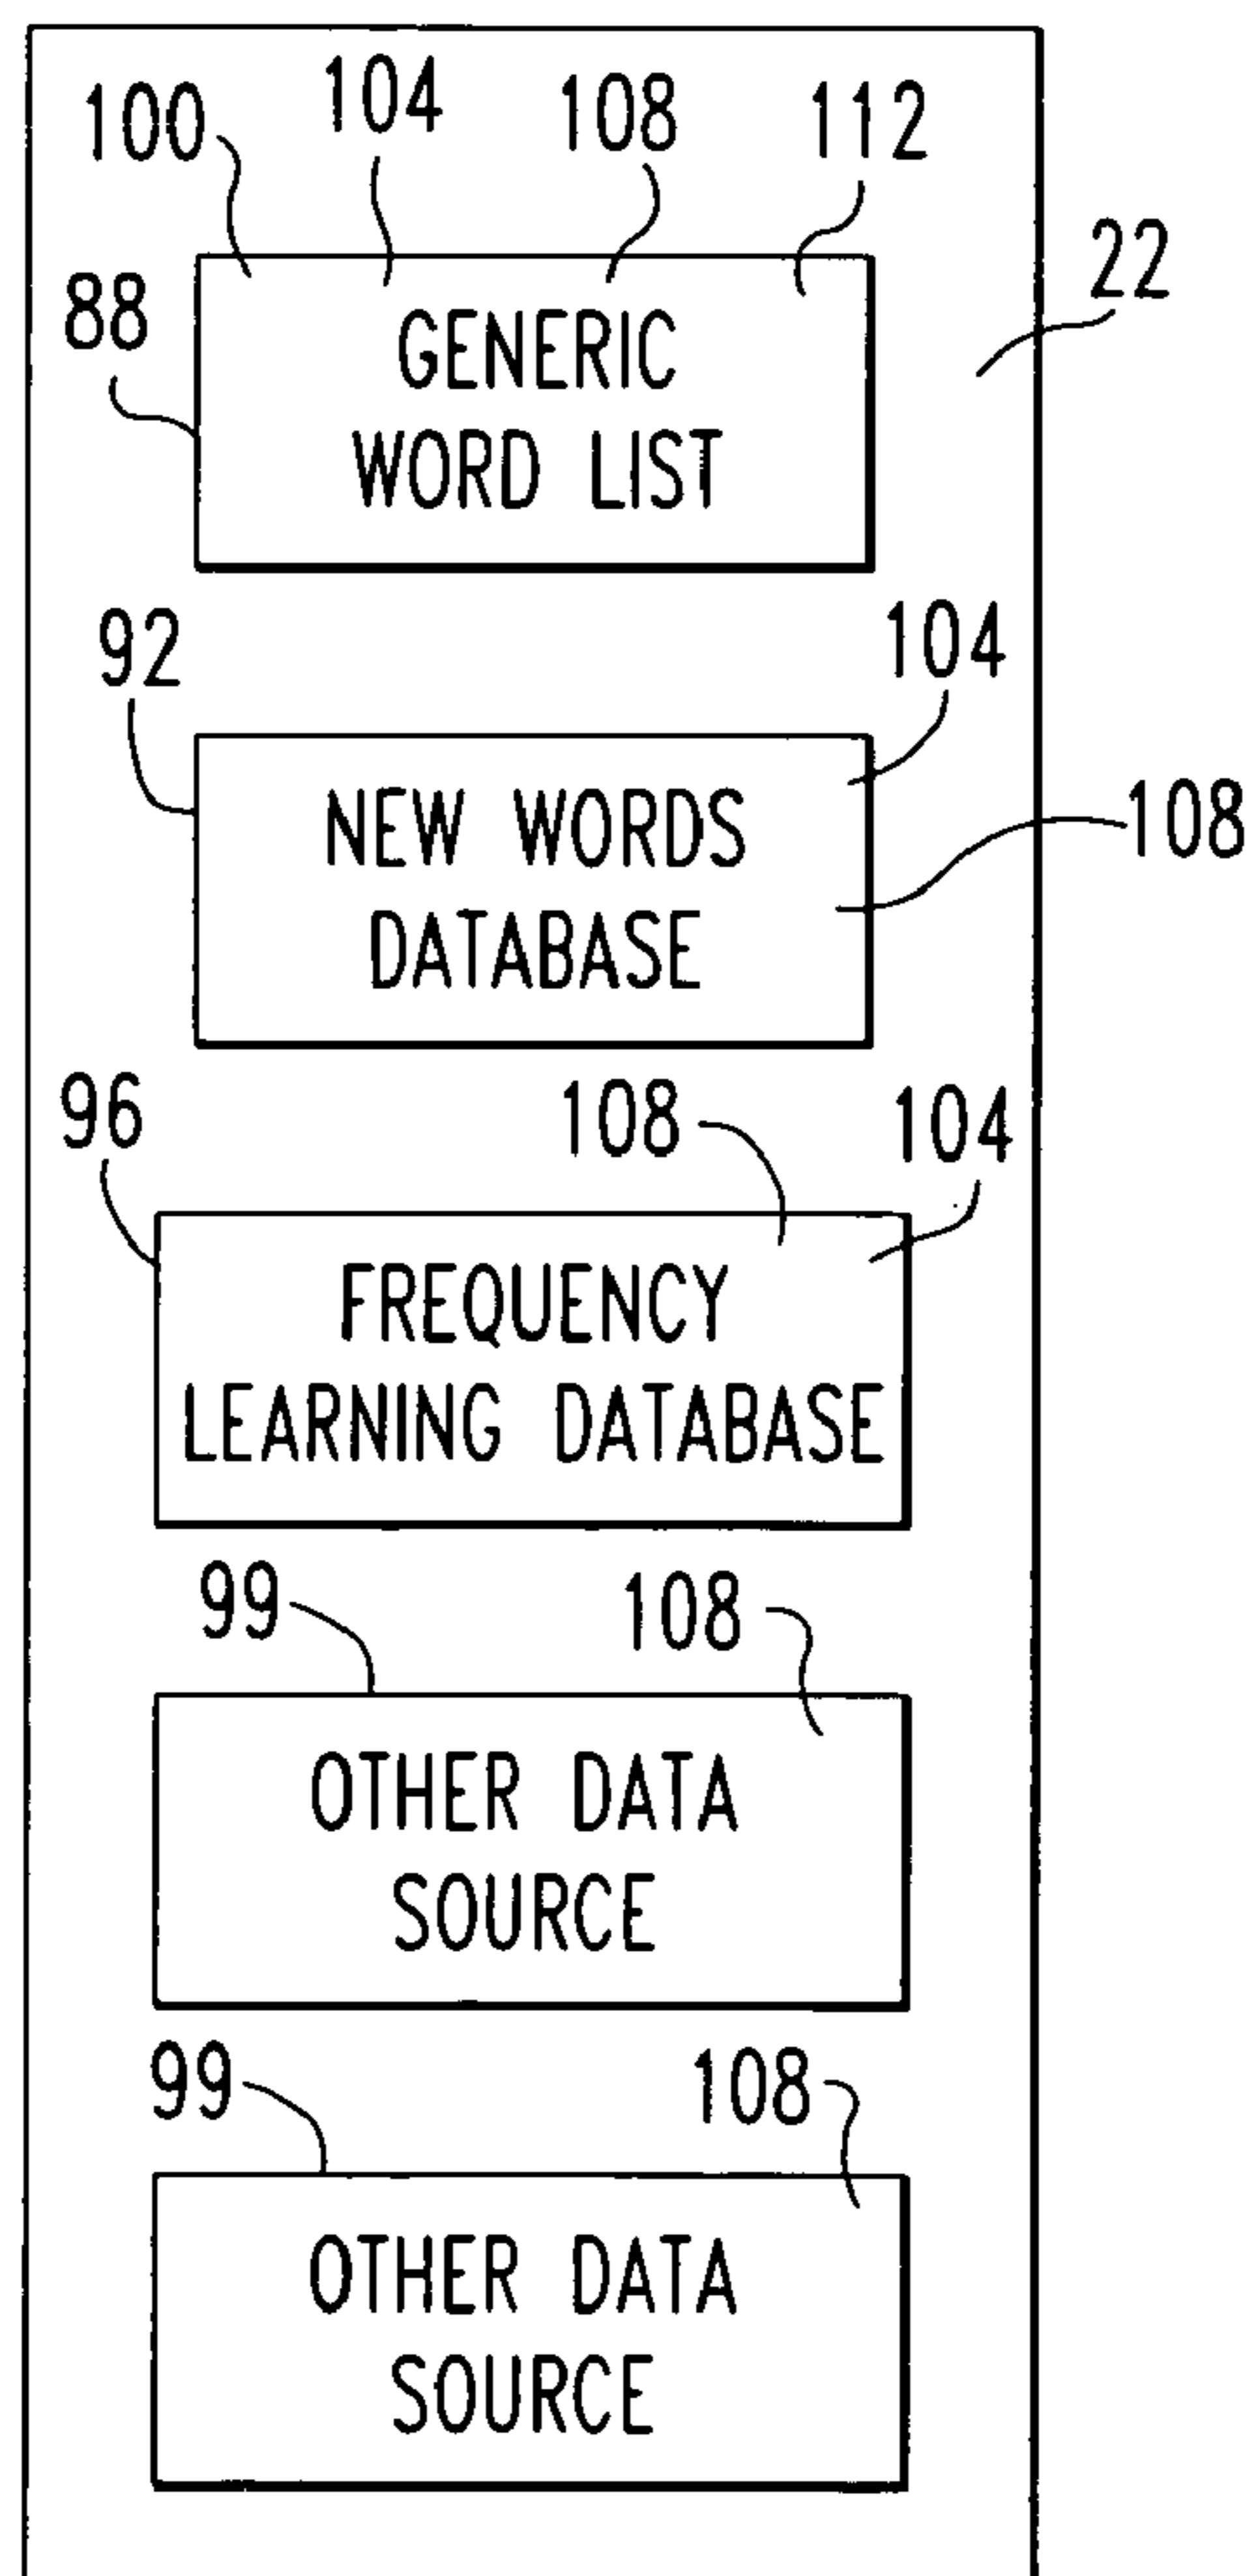 100 104 108 112
22
88
GENERIC
WORD LIST
92
104
NEW WORDS
DATABASE
108
96
108
104
FREQUENCY
LEARNING DATABASE
99
108
OTHER DATA
SOURCE
99
108
OTHER DATA
SOURCE